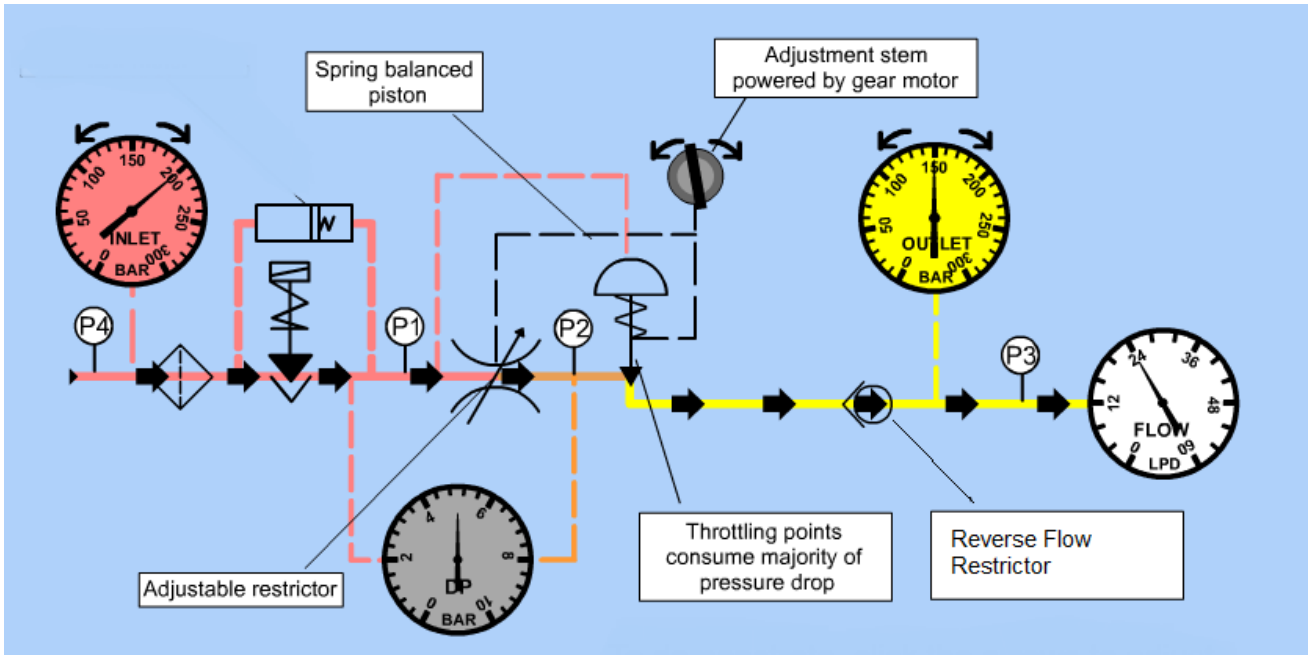 Spring balanced
piston
Adjustment stem
powered by gear motor
0
50
100
150
200
250
300
INLET
BAR
0
50
100
150
200
250
300
OUTLET
BAR
P4
P1
P2
P3
0
12
24
36
48
60
FLOW
LPD
0
2
4
6
8
10
DP
BAR
Adjustable restrictor
Throttling points
consume majority of
pressure drop
Reverse Flow
Restrictor